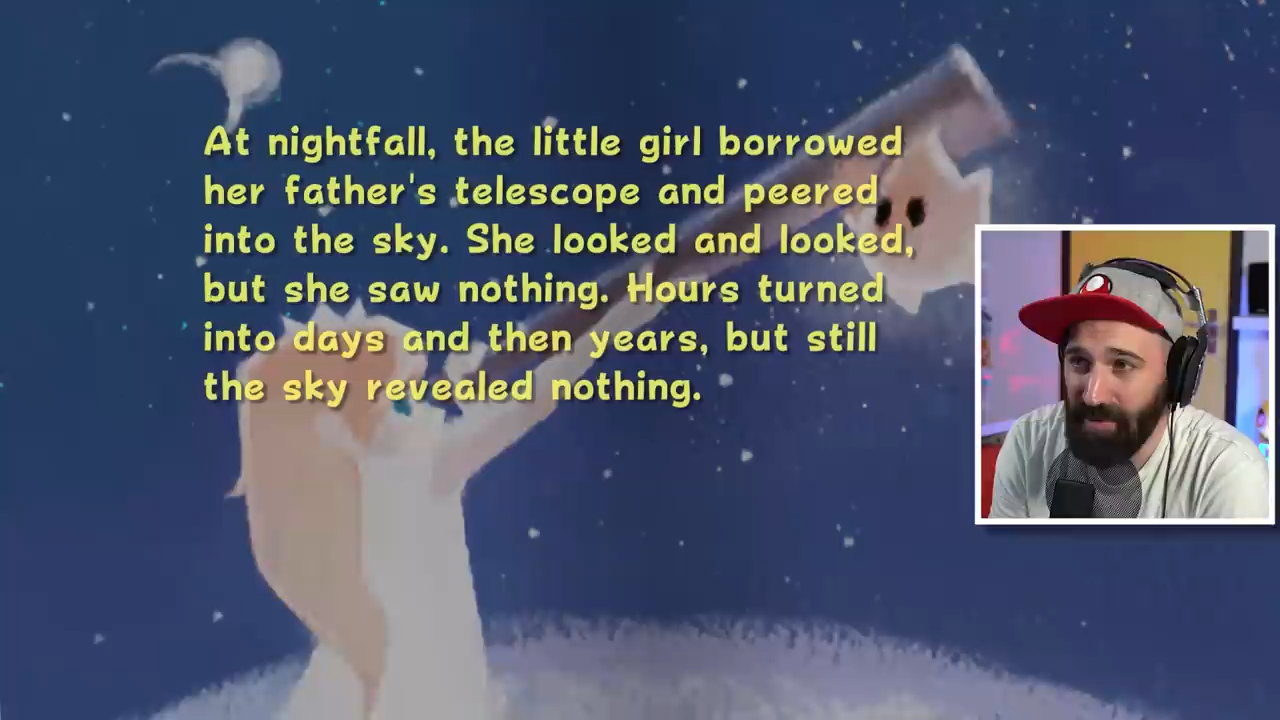 At nightfall, the little girl borrowed
her father's telescope and peered
into the sky. She looked and looked,
but she saw nothing. Hours turned
into days and then years, but still
the sky revealed nothing.